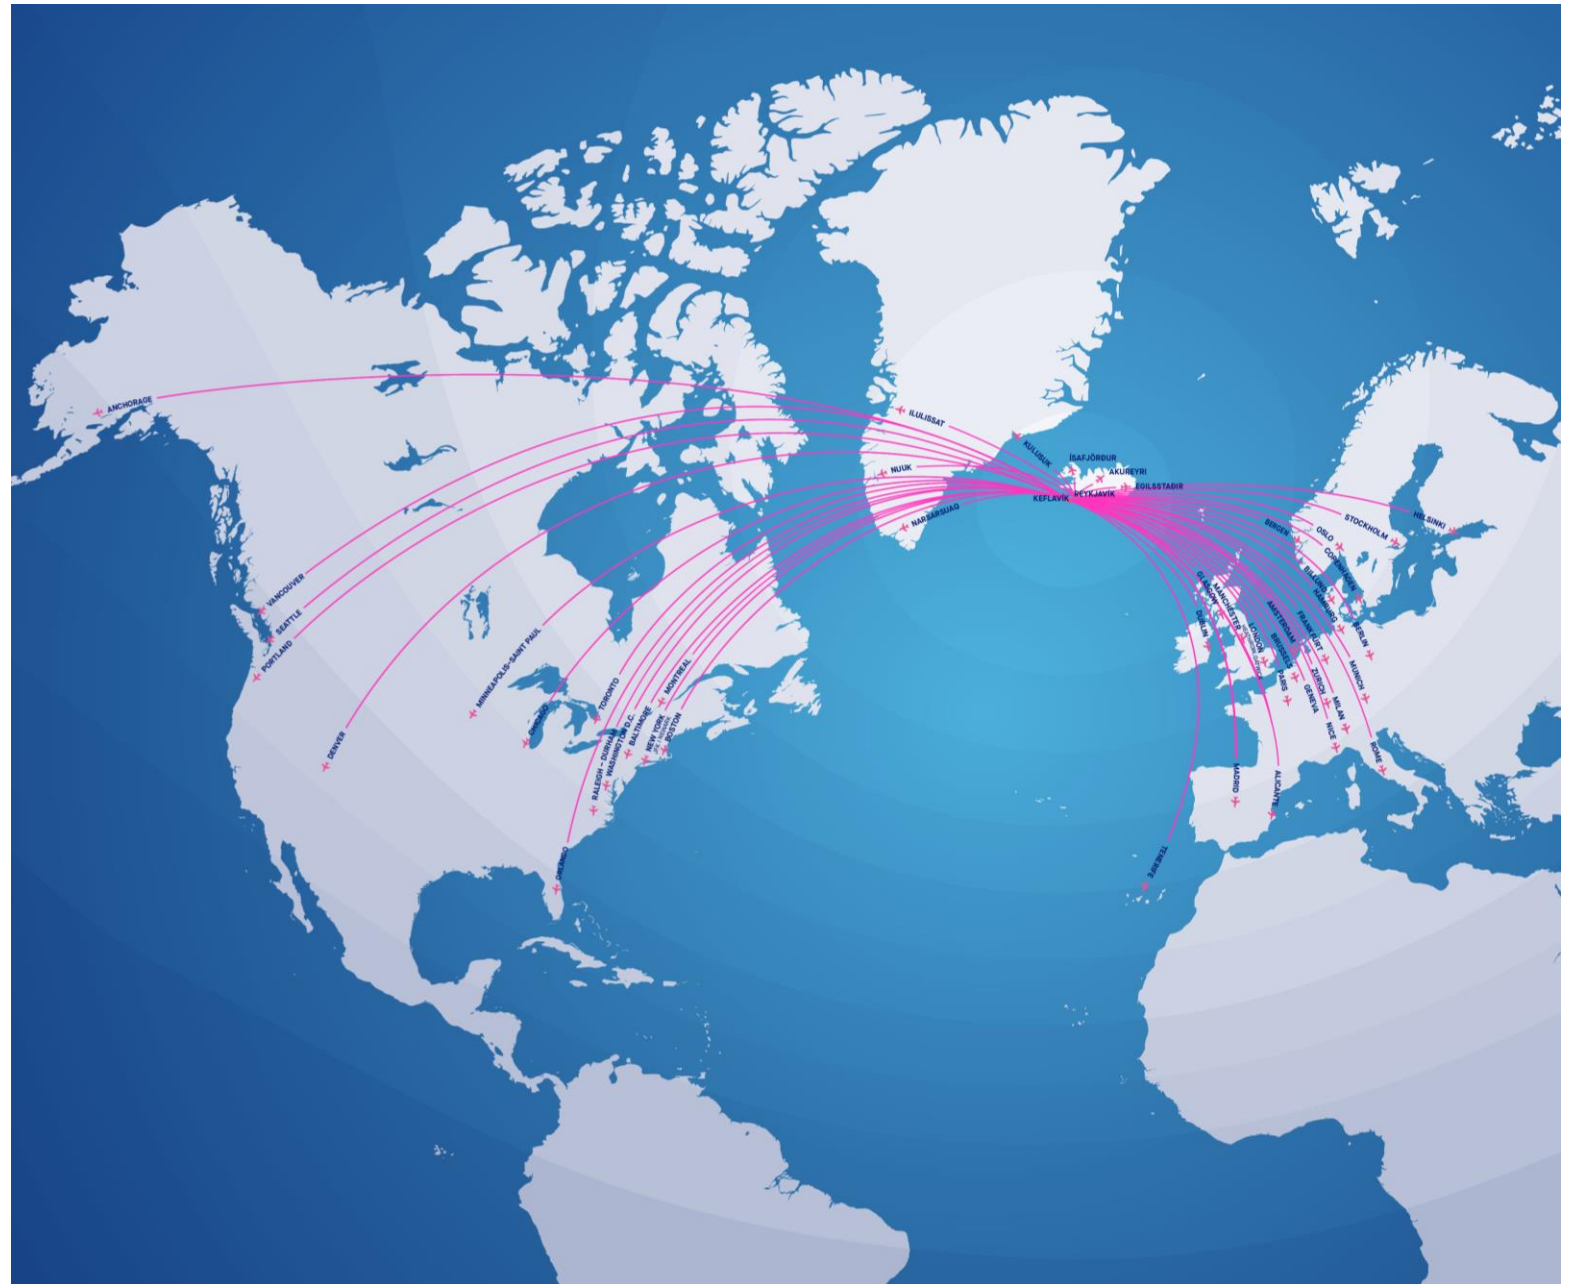 ANCHORAGE
ILULISSAT
KULUSUK
ÍSAFJÖRÐUR
AKUREYRI
NUUK
EGILSSTAÐIR
KEFLAVÍK
REYKJAVÍK
NARSARSUAQ
HELSINKI
STOCKHOLM
OSLO
BERGEN
COPENHAGEN
BILLUND
HAMBURG
BERLIN
VANCOUVER
SEATTLE
PORTLAND
GLASGOW
MANCHESTER
DUBLIN
LONDON
AMSTERDAM
FRANKFURT
BRUSSELS
PARIS
MUNICH
ZURICH
GENEVA
MILAN
NICE
ROME
MINNEAPOLIS–SAINT PAUL
MONTREAL
TORONTO
CHICAGO
DENVER
RALEIGH – DURHAM
WASHINGTON D.C.
BALTIMORE
NEW YORK
BOSTON
MADRID
ALICANTE
ORLANDO
TENERIFE